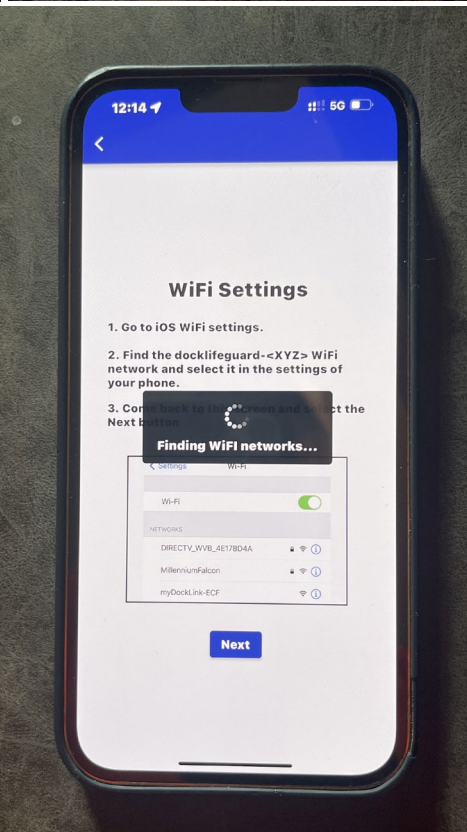 12:14
5G
WiFi Settings
1. Go to iOS WiFi settings.
2. Find the docklifeguard-<XYZ> WiFi
network and select it in the settings of
your phone.
3. Come back to this screen and select the
Next button
Finding WiFI networks...
Settings
Wi-Fi
Wi-Fi
NETWORKS
DIRECTV_WVB_4E17BD4A
MillenniumFalcon
myDockLink-ECF
Next